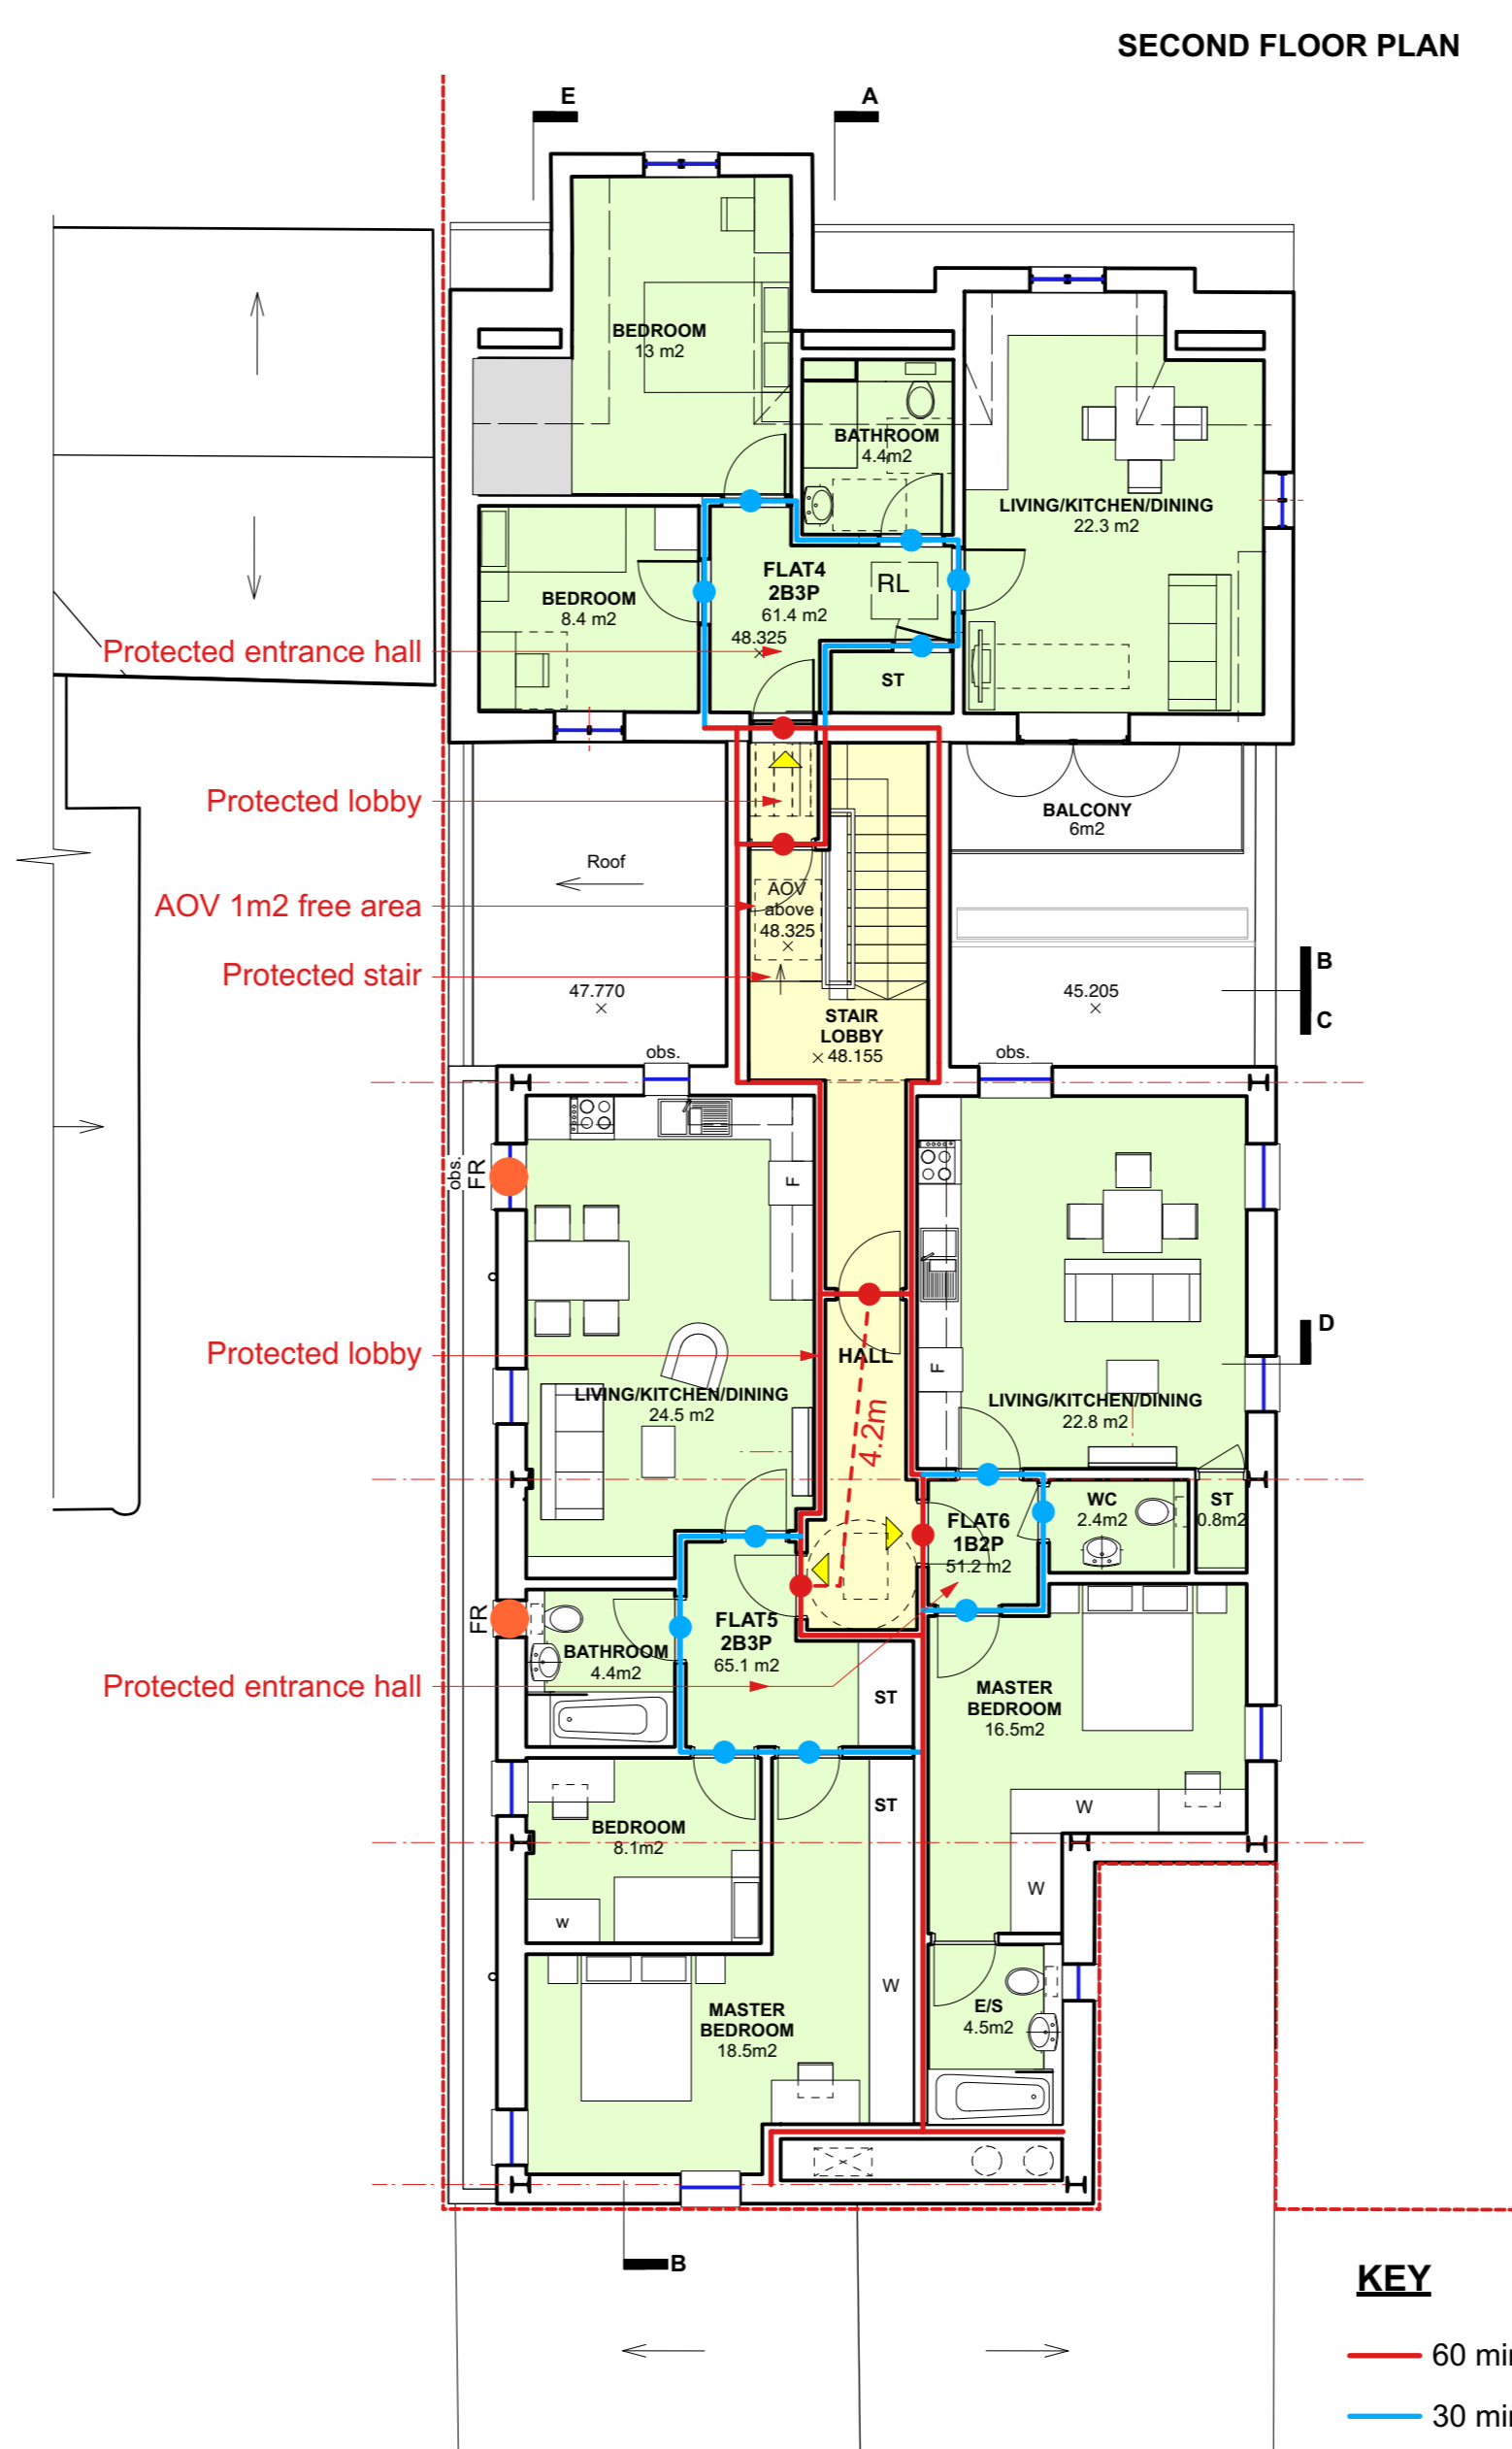 SECOND FLOOR PLAN
E
A
BEDROOM
13 m2
BATHROOM
4.4m2
LIVING/KITCHEN/DINING
22.3 m2
FLAT4
2B3P
61.4 m2
48.325
RL
BEDROOM
8.4 m2
Protected entrance hall
ST
Protected lobby
BALCONY
6m2
Roof
AOV
above
48.325
AOV 1m2 free area
Protected stair
B
C
47.770
45.205
STAIR
LOBBY
48.155
obs.
obs.
obs.
FR
F
HALL
D
F
Protected lobby
LIVING/KITCHEN/DINING
24.5 m2
LIVING/KITCHEN/DINING
22.8 m2
4.2m
WC
2.4m2
ST
0.8m2
FLAT6
1B2P
51.2 m2
FR
FLAT5
2B3P
65.1 m2
BATHROOM
4.4m2
Protected entrance hall
ST
MASTER
BEDROOM
16.5m2
ST
BEDROOM
8.1m2
W
W
w
W
MASTER
BEDROOM
18.5m2
E/S
4.5m2
B
KEY
60 min
30 min